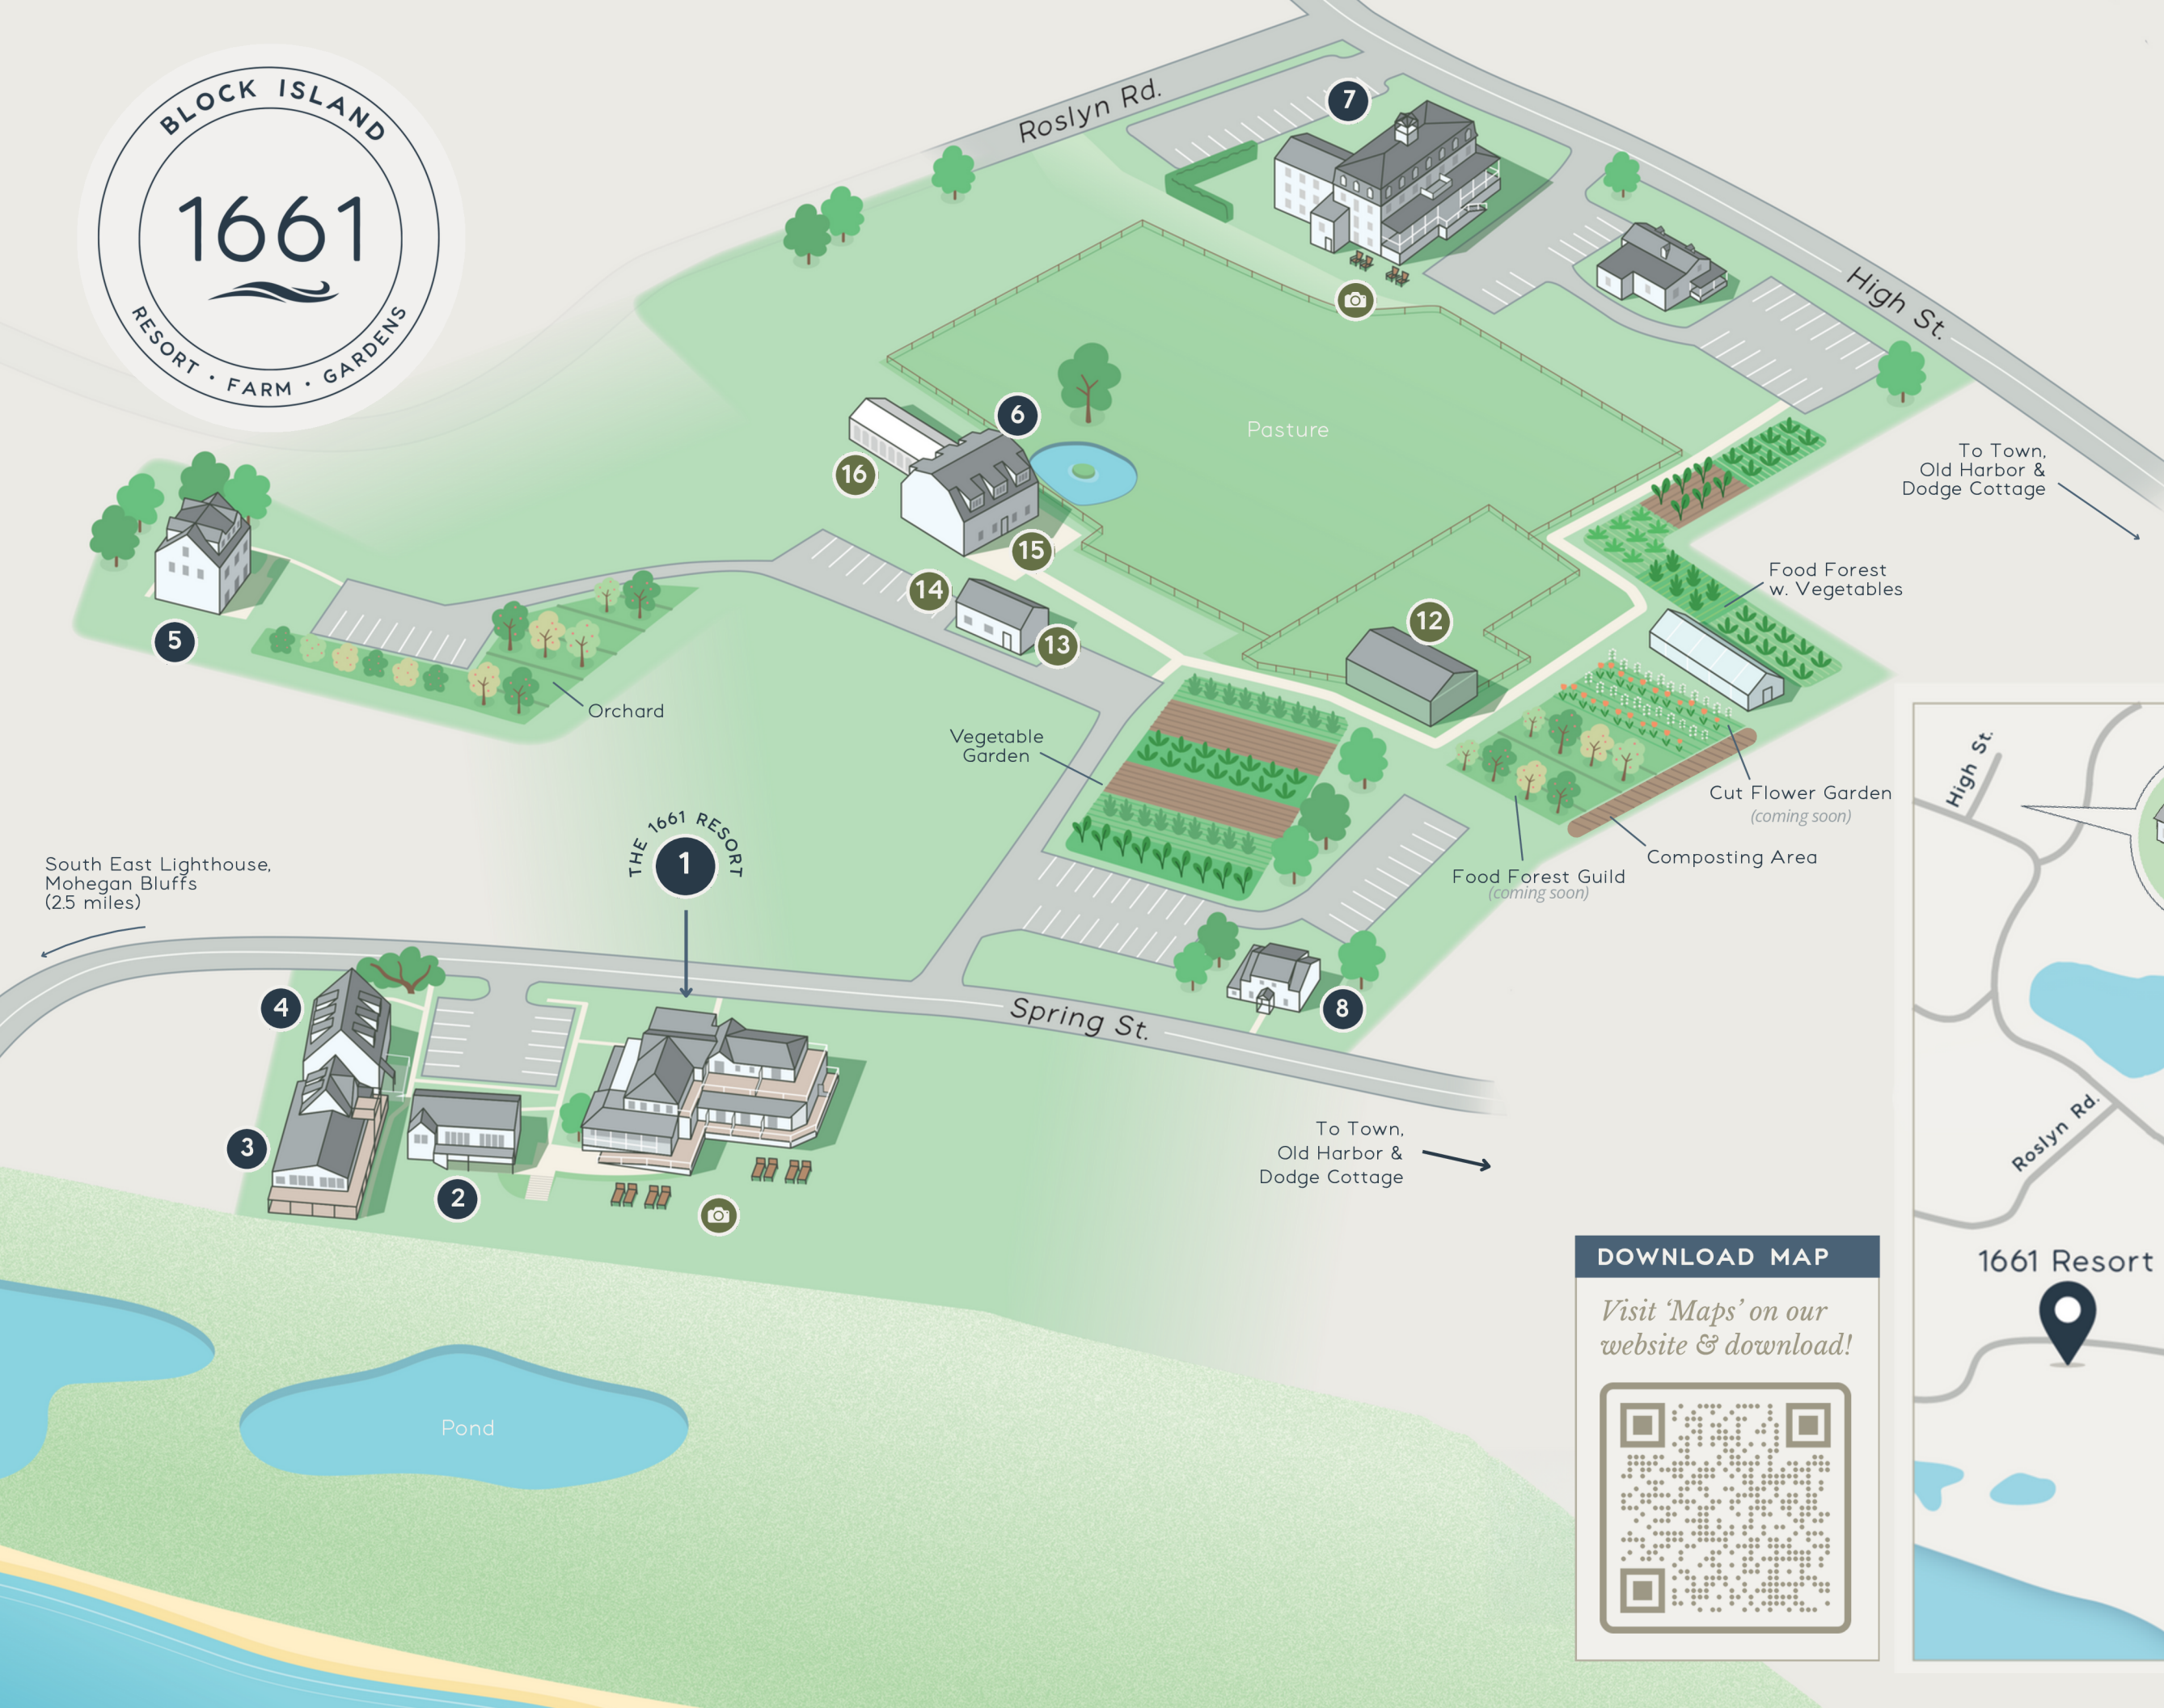 BLOCK ISLAND
1661
RESORT • FARM • GARDENS
Roslyn Rd.
7
High St.
Pasture
6
16
15
14
13
12
To Town,
Old Harbor &
Dodge Cottage
Food Forest
w. Vegetables
5
Orchard
Vegetable
Garden
Cut Flower Garden
(coming soon)
Composting Area
Food Forest Guild
(coming soon)
THE 1661 RESORT
1
South East Lighthouse,
Mohegan Bluffs
(2.5 miles)
4
3
2
8
Spring St.
To Town,
Old Harbor &
Dodge Cottage
Pond
DOWNLOAD MAP
Visit ‘Maps’ on our
website & download!
High St.
Roslyn Rd.
1661 Resort